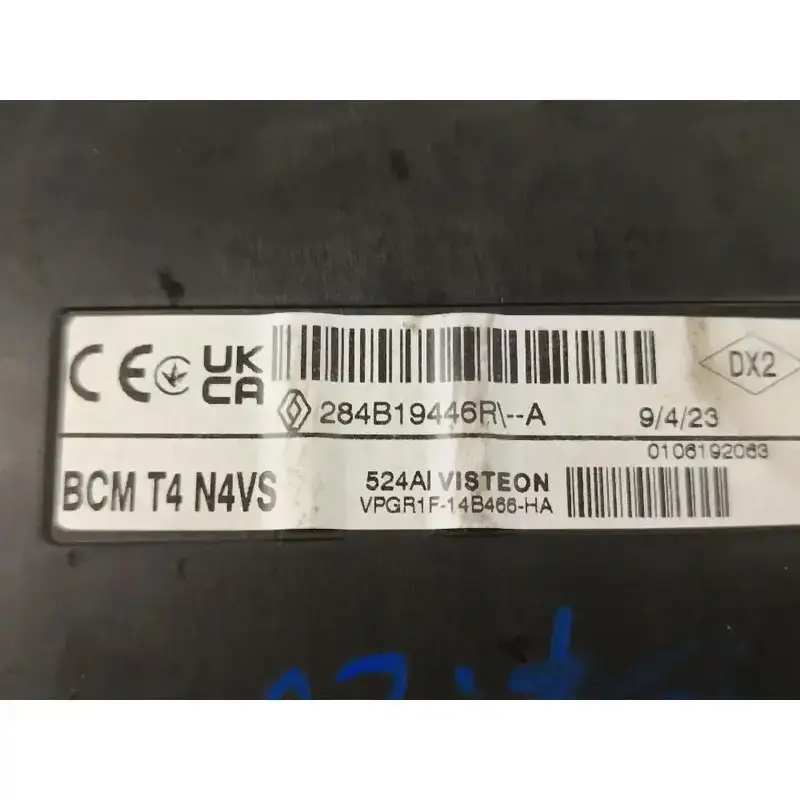 CE UK CA
284B19446R\--A 9/4/23 DX2
0106192063
BCM T4 N4VS 524AI VISTEON
VPGR1F-14B466-HA